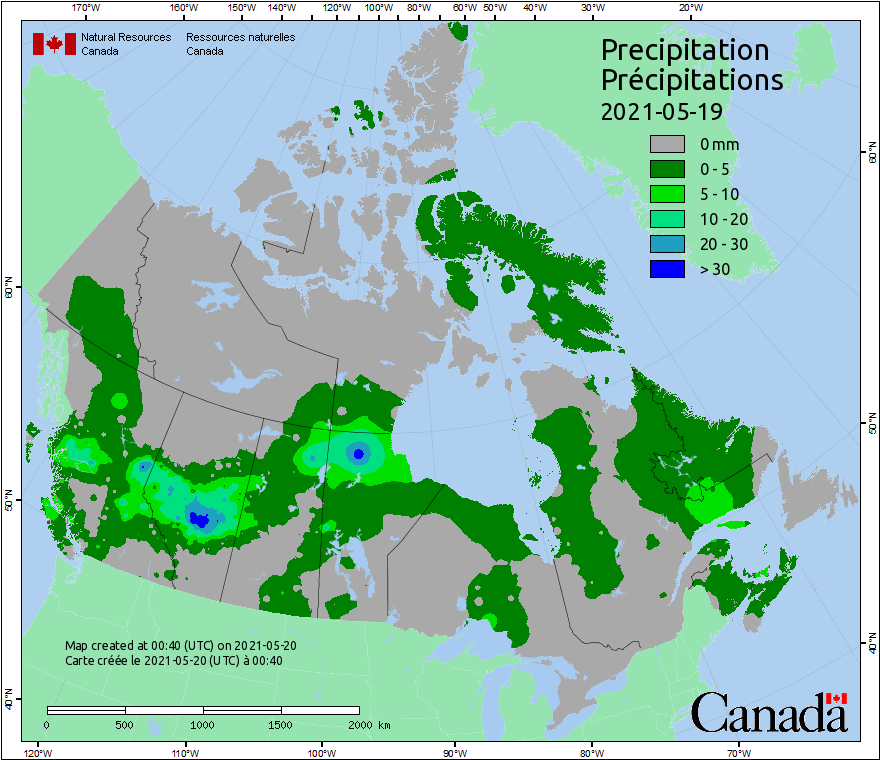 170°W 160°W 150°W 140°W 130°W 120°W 110°W 100°W 90°W 80°W 70°W 60°W 50°W 40°W 30°W 20°W
Natural Resources Ressources naturelles
Canada Canada
Precipitation
Précipitations
2021-05-19
0 mm
0 - 5
5 - 10
10 - 20
20 - 30
> 30
60°N
60°N
50°N
50°N
40°N
40°N
Map created at 00:40 (UTC) on 2021-05-20
Carte créée le 2021-05-20 (UTC) à 00:40
0 500 1000 1500 2000 km
Canada
120°W 110°W 100°W 90°W 80°W 70°W